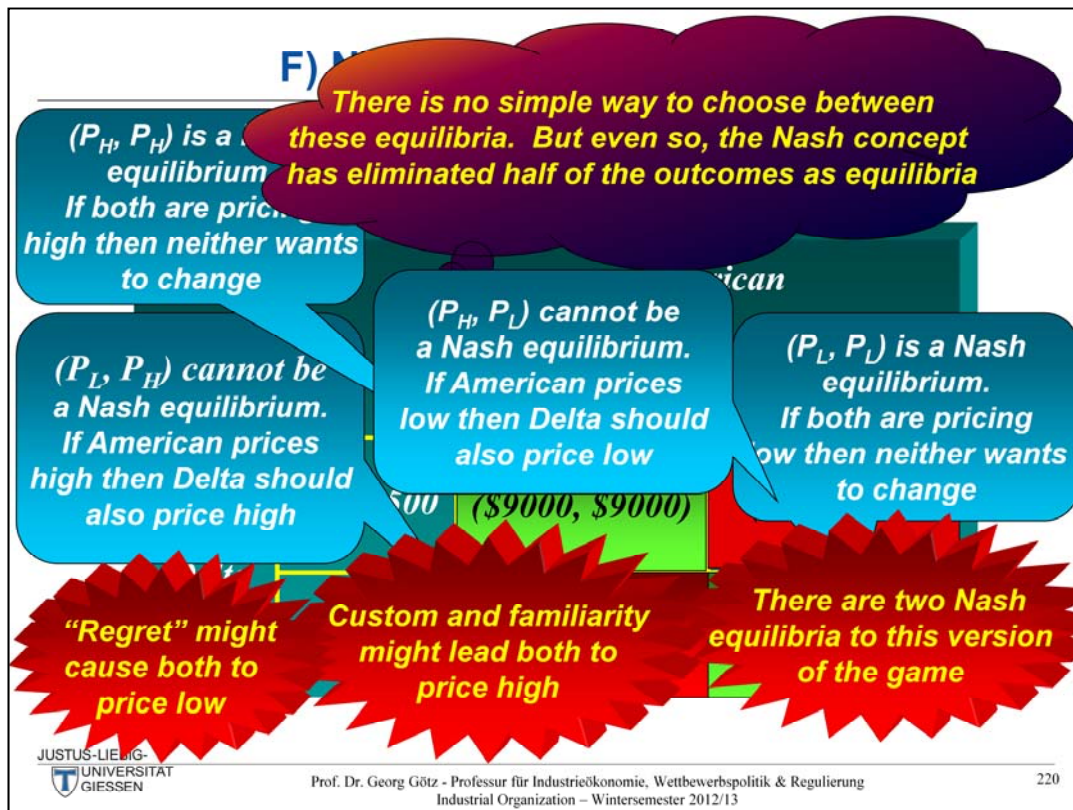 F) N
There is no simple way to choose between
these equilibria. But even so, the Nash concept
has eliminated half of the outcomes as equilibria
(P_H, P_H) is a
equilibrium
If both are pricing
high then neither wants
to change
rican
(P_L, P_H) cannot be
a Nash equilibrium.
If American prices
high then Delta should
also price high
(P_H, P_L) cannot be
a Nash equilibrium.
If American prices
low then Delta should
also price low
(P_L, P_L) is a Nash
equilibrium.
If both are pricing
low then neither wants
to change
500
($9000, $9000)
“Regret” might
cause both to
price low
Custom and familiarity
might lead both to
price high
There are two Nash
equilibria to this version
of the game
JUSTUS-LIEBIG-
UNIVERSITÄT
GIESSEN
Prof. Dr. Georg Götz - Professur für Industrieökonomie, Wettbewerbspolitik & Regulierung
Industrial Organization – Wintersemester 2012/13
220